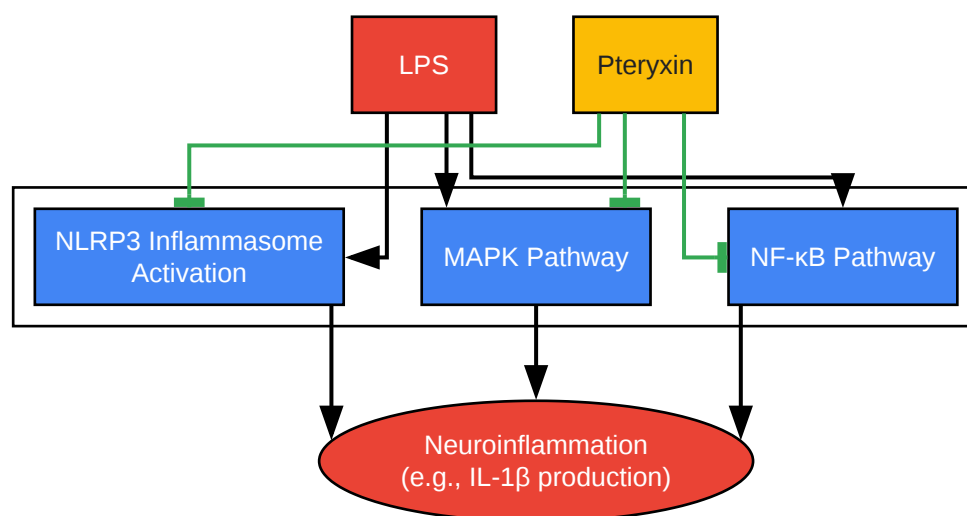 LPS
Pteryxin
NLRP3 Inflammasome
Activation
MAPK Pathway
NF-κB Pathway
Neuroinflammation
(e.g., IL-1β production)